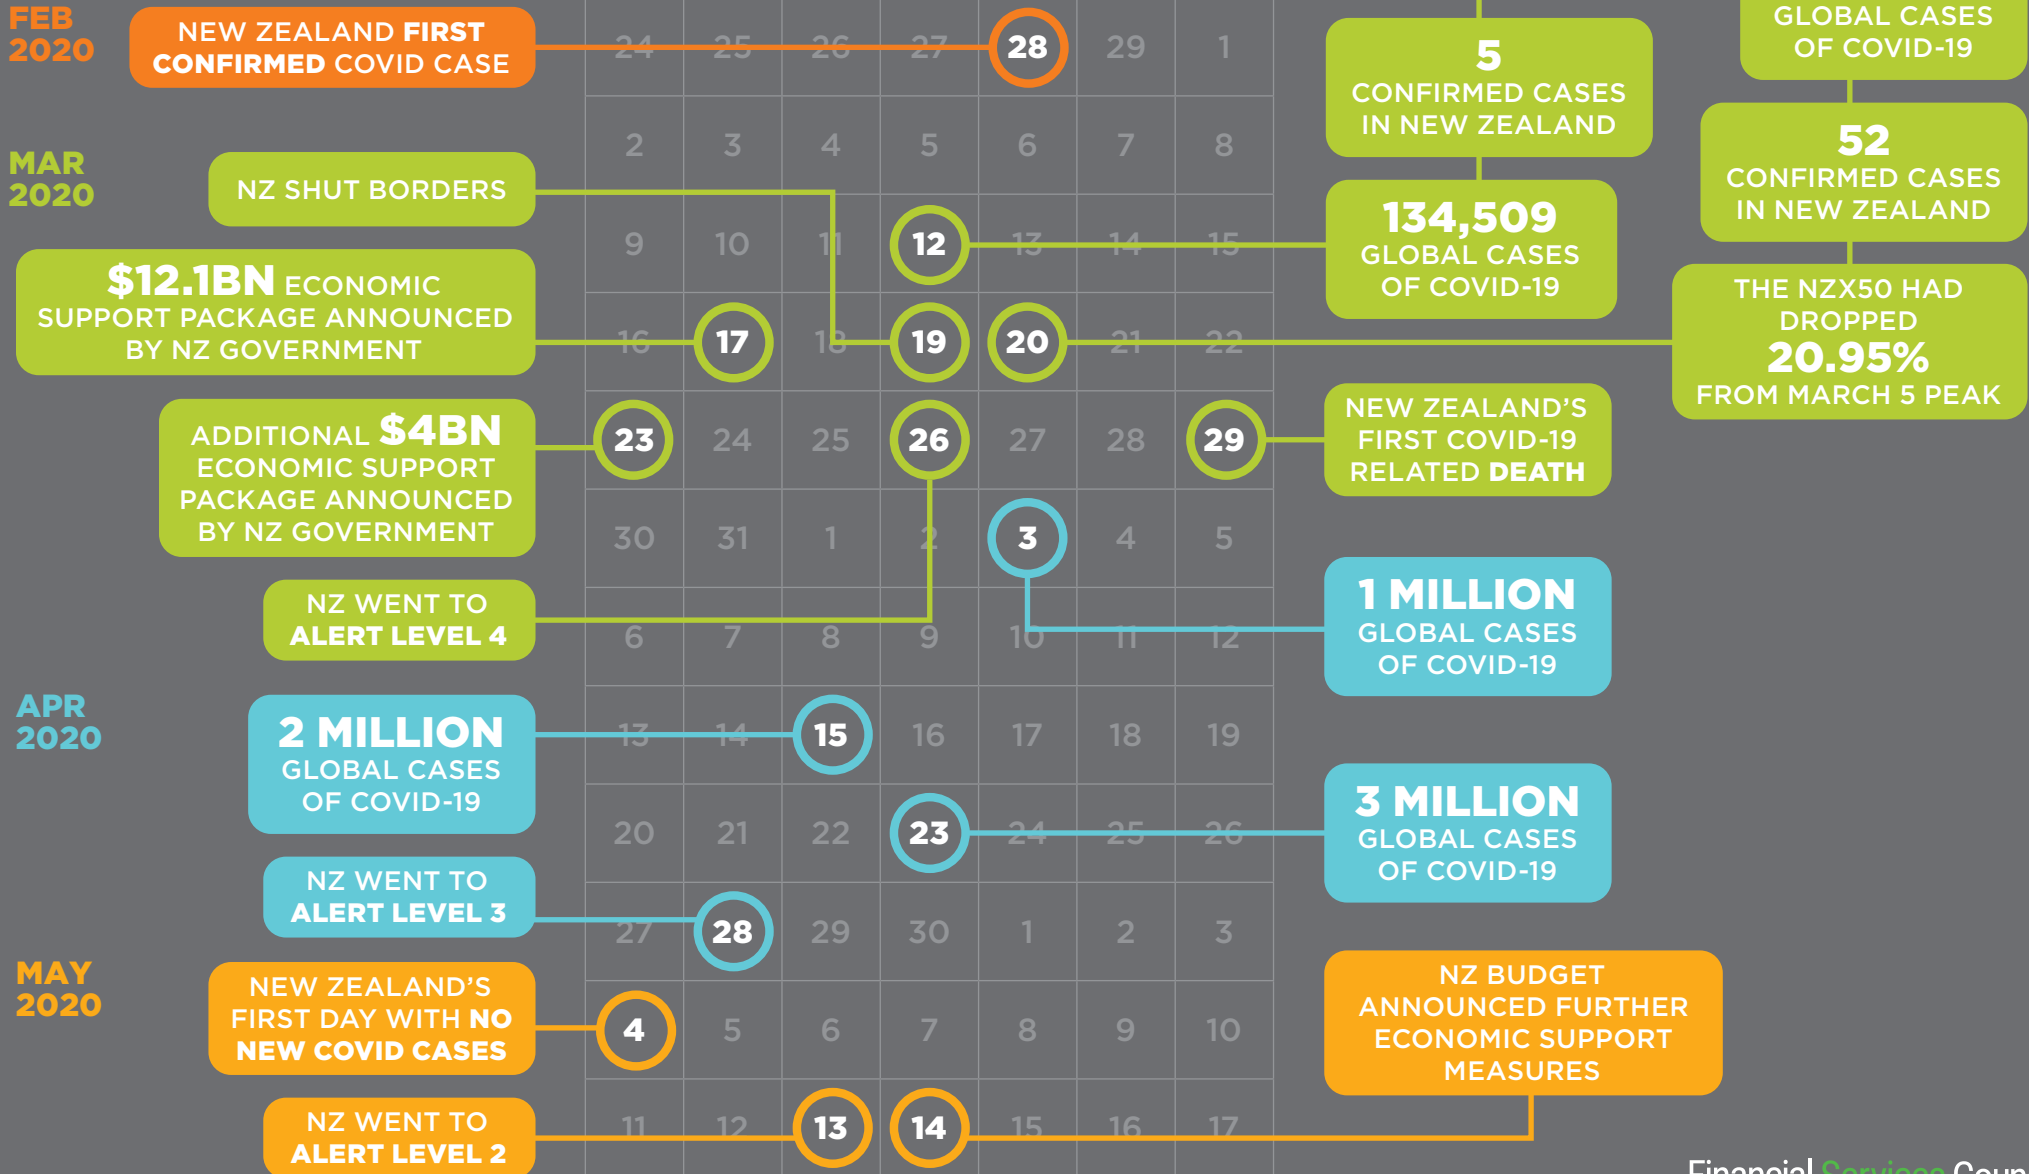 FEB
2020
NEW ZEALAND FIRST
CONFIRMED COVID CASE
24 25 26 27 28 29 1
5
CONFIRMED CASES
IN NEW ZEALAND
GLOBAL CASES
OF COVID-19
MAR
2020
NZ SHUT BORDERS
2 3 4 5 6 7 8
52
CONFIRMED CASES
IN NEW ZEALAND
9 10 11 12 13 14 15
134,509
GLOBAL CASES
OF COVID-19
$12.1BN ECONOMIC
SUPPORT PACKAGE ANNOUNCED
BY NZ GOVERNMENT
16 17 18 19 20 21 22
THE NZX50 HAD
DROPPED
20.95%
FROM MARCH 5 PEAK
ADDITIONAL $4BN
ECONOMIC SUPPORT
PACKAGE ANNOUNCED
BY NZ GOVERNMENT
23 24 25 26 27 28 29
NEW ZEALAND'S
FIRST COVID-19
RELATED DEATH
30 31 1 2 3 4 5
NZ WENT TO
ALERT LEVEL 4
6 7 8 9 10 11 12
1 MILLION
GLOBAL CASES
OF COVID-19
APR
2020
2 MILLION
GLOBAL CASES
OF COVID-19
13 14 15 16 17 18 19
20 21 22 23 24 25 26
3 MILLION
GLOBAL CASES
OF COVID-19
NZ WENT TO
ALERT LEVEL 3
27 28 29 30 1 2 3
MAY
2020
NEW ZEALAND'S
FIRST DAY WITH NO
NEW COVID CASES
4 5 6 7 8 9 10
NZ BUDGET
ANNOUNCED FURTHER
ECONOMIC SUPPORT
MEASURES
NZ WENT TO
ALERT LEVEL 2
11 12 13 14 15 16 17
Financial Services Coun